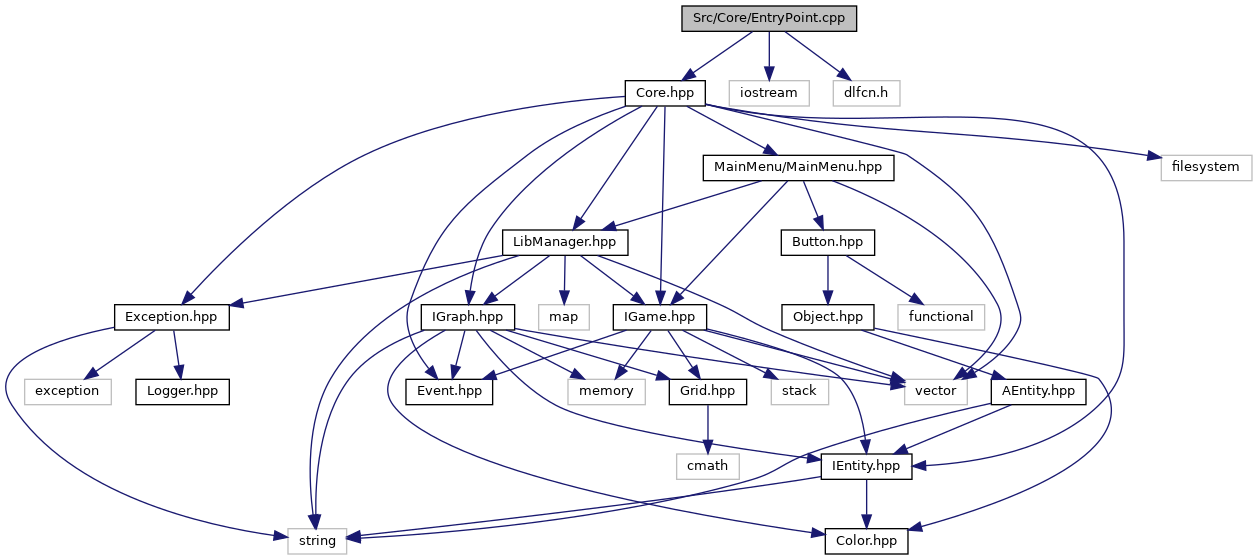 Src/Core/EntryPoint.cpp
Core.hpp
iostream
dlfcn.h
MainMenu/MainMenu.hpp
filesystem
LibManager.hpp
Button.hpp
Exception.hpp
IGraph.hpp
map
IGame.hpp
Object.hpp
functional
exception
Logger.hpp
Event.hpp
memory
Grid.hpp
stack
vector
AEntity.hpp
cmath
IEntity.hpp
string
Color.hpp